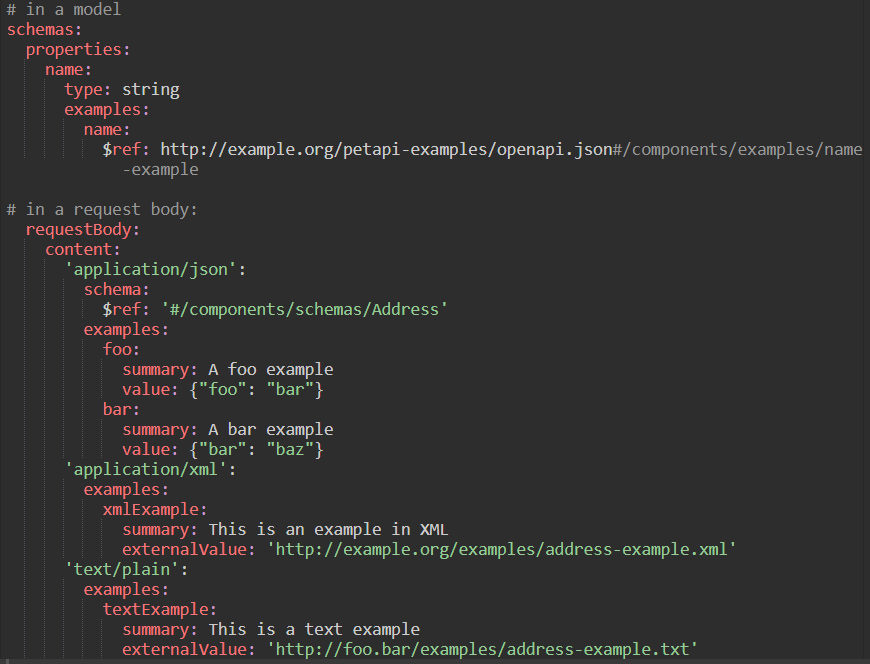 # in a model
schemas:
  properties:
    name:
      type: string
      examples:
        name:
          $ref: http://example.org/petapi-examples/openapi.json#/components/examples/name
            -example

# in a request body:
  requestBody:
    content:
      'application/json':
        schema:
          $ref: '#/components/schemas/Address'
        examples:
          foo:
            summary: A foo example
            value: {"foo": "bar"}
          bar:
            summary: A bar example
            value: {"bar": "baz"}
      'application/xml':
        examples:
          xmlExample:
            summary: This is an example in XML
            externalValue: 'http://example.org/examples/address-example.xml'
      'text/plain':
        examples:
          textExample:
            summary: This is a text example
            externalValue: 'http://foo.bar/examples/address-example.txt'